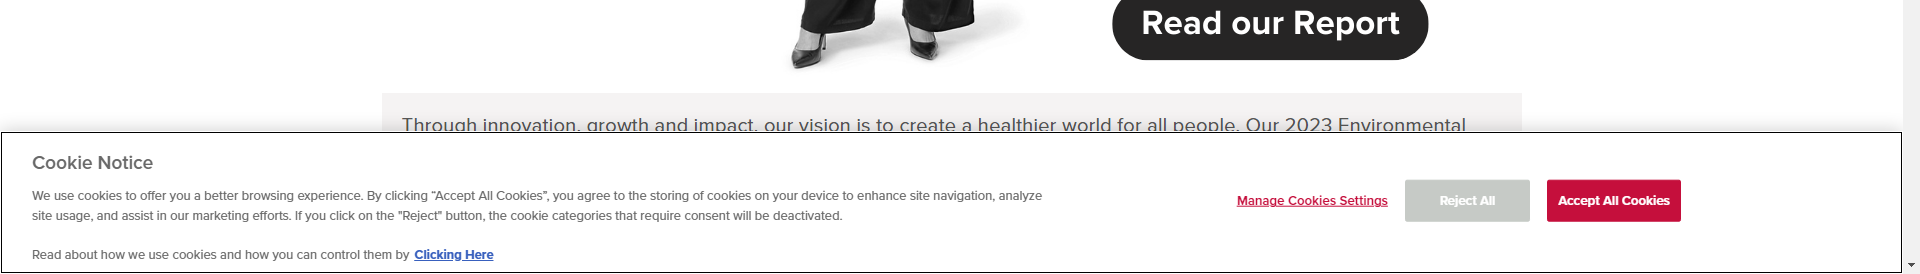 Read our Report
Through innovation, growth and impact, our vision is to create a healthier world for all people. Our 2023 Environmental
Cookie Notice
We use cookies to offer you a better browsing experience. By clicking “Accept All Cookies”, you agree to the storing of cookies on your device to enhance site navigation, analyze
site usage, and assist in our marketing efforts. If you click on the "Reject" button, the cookie categories that require consent will be deactivated.
Manage Cookies Settings
Reject All
Accept All Cookies
Read about how we use cookies and how you can control them by Clicking Here